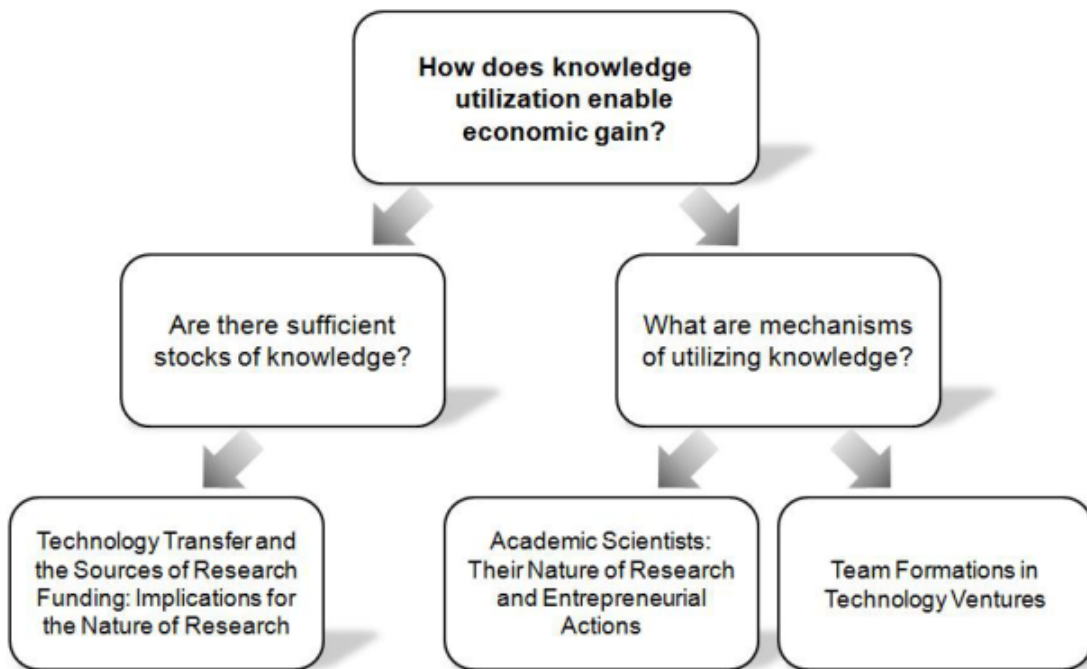 How does knowledge
utilization enable
economic gain?
Are there sufficient
stocks of knowledge?
What are mechanisms
of utilizing knowledge?
Technology Transfer and
the Sources of Research
Funding: Implications for
the Nature of Research
Academic Scientists:
Their Nature of Research
and Entrepreneurial
Actions
Team Formations in
Technology Ventures